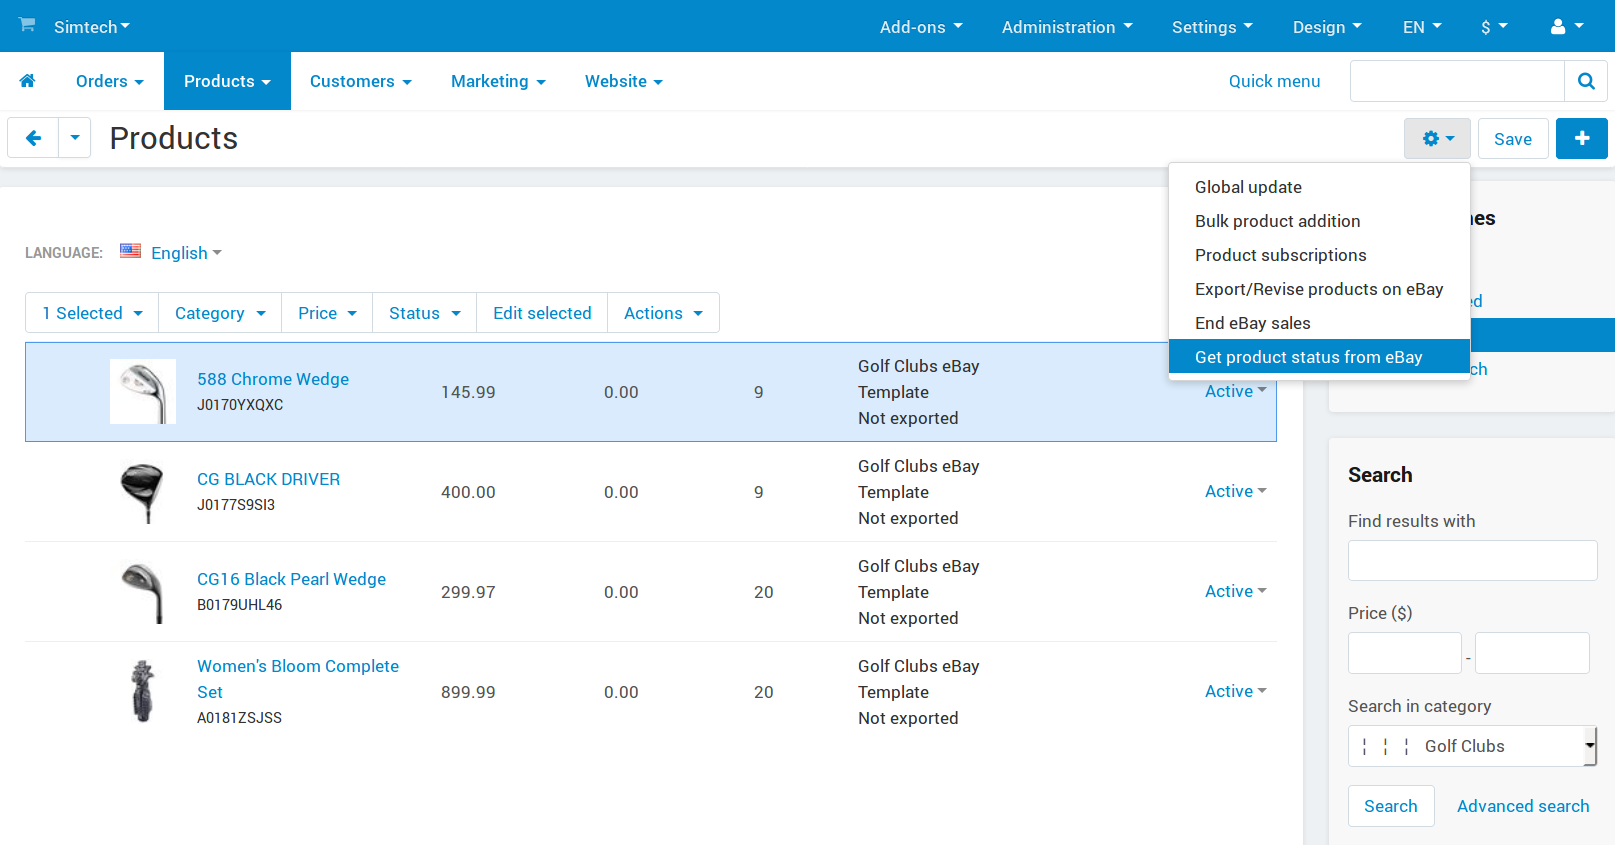 Simtech
Add-ons
Administration
Settings
Design
EN
$
Orders
Products
Customers
Marketing
Website
Quick menu
Products
Save
Global update
Bulk product addition
Product subscriptions
Export/Revise products on eBay
End eBay sales
Get product status from eBay
LANGUAGE:
English
1 Selected
Category
Price
Status
Edit selected
Actions
588 Chrome Wedge
J0170YXQXC
145.99
0.00
9
Golf Clubs eBay
Template
Not exported
Active
CG BLACK DRIVER
J0177S9SI3
400.00
0.00
9
Golf Clubs eBay
Template
Not exported
Active
CG16 Black Pearl Wedge
B0179UHL46
299.97
0.00
20
Golf Clubs eBay
Template
Not exported
Active
Women's Bloom Complete
Set
A0181ZSJSS
899.99
0.00
20
Golf Clubs eBay
Template
Not exported
Active
Search
Find results with
Price ($)
-
Search in category
¦ ¦ ¦ Golf Clubs
Search
Advanced search